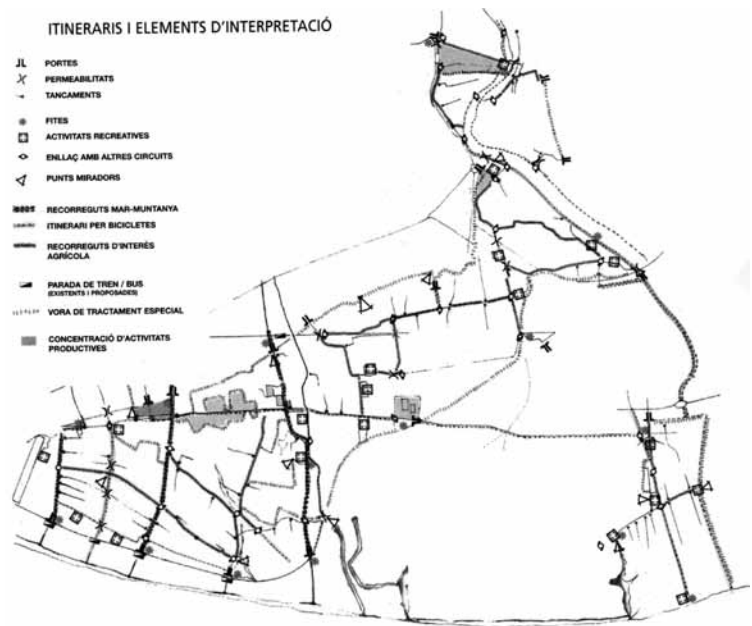 ITINERARIS I ELEMENTS D'INTERPRETACIÓ
PORTES
PERMEABILITATS
TANCAMENTS
FITES
ACTIVITATS RECREATIVES
ENLLAÇ AMB ALTRES CIRCUITS
PUNTS MIRADORS
RECORREGUTS MAR-MUNTANYA
ITINERARI PER BICICLETES
RECORREGUTS D'INTERÈS
AGRÍCOLA
PARADA DE TREN / BUS
(EXISTENTS I PROPOSADES)
VORA DE TRACTAMENT ESPECIAL
CONCENTRACIÓ D'ACTIVITATS
PRODUCTIVES